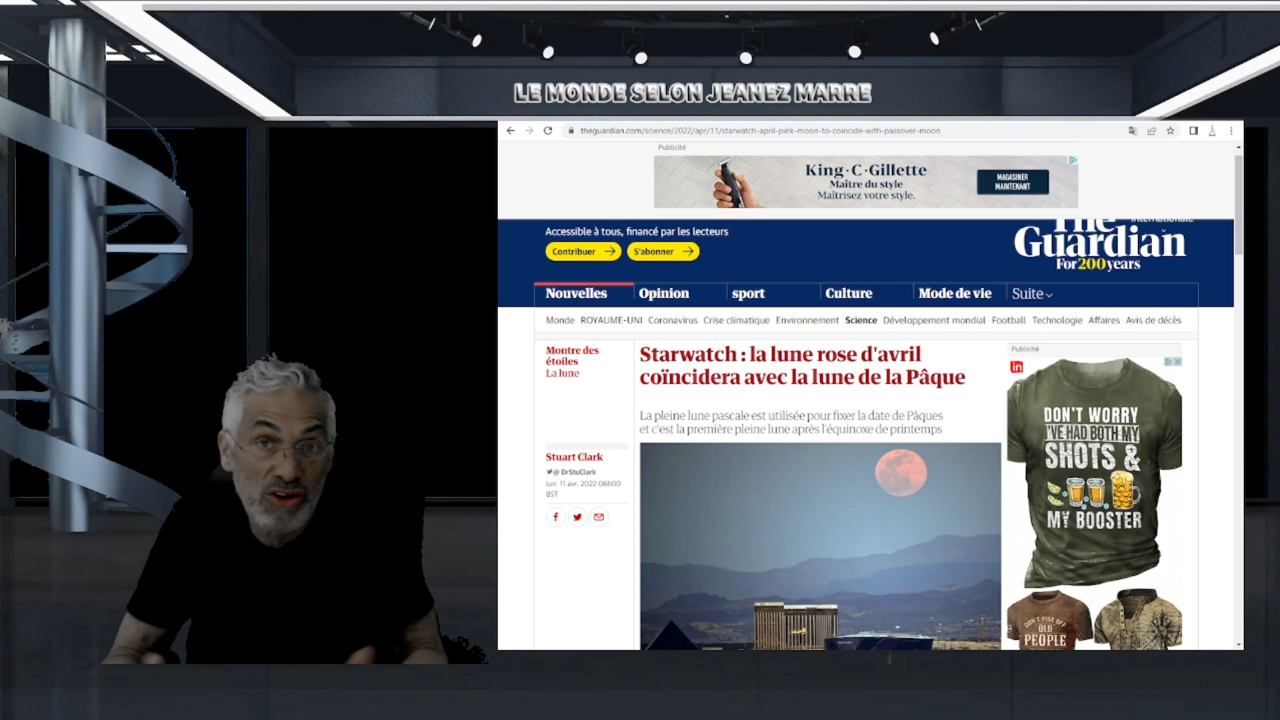 LE MONDE SELON JEANEZ MARRE
theguardian.com/science/2022/apr/11/starwatch-april-pink-moon-to-coincide-with-passover-moon
Publicité
King·C·Gillette
Maître du style
Maîtrisez votre style.
MAGASINER
MAINTENANT
Accessible à tous, financé par les lecteurs
Contribuer
S'abonner
The
Guardian
For 200 years
Nouvelles
Opinion
sport
Culture
Mode de vie
Suite
Monde ROYAUME-UNI Coronavirus Crise climatique Environnement Science Développement mondial Football Technologie Affaires Avis de décès
Montre des
étoiles
La lune
Starwatch : la lune rose d'avril
coïncidera avec la lune de la Pâque
La pleine lune pascale est utilisée pour fixer la date de Pâques
et c'est la première pleine lune après l'équinoxe de printemps
Stuart Clark
@ DrStuClark
lun. 11 avr. 2022 06h00
BST
Publicité
in
DON'T WORRY
I'VE HAD BOTH MY
SHOTS &
MY BOOSTER
DON'T PISS OFF
OLD
PEOPLE